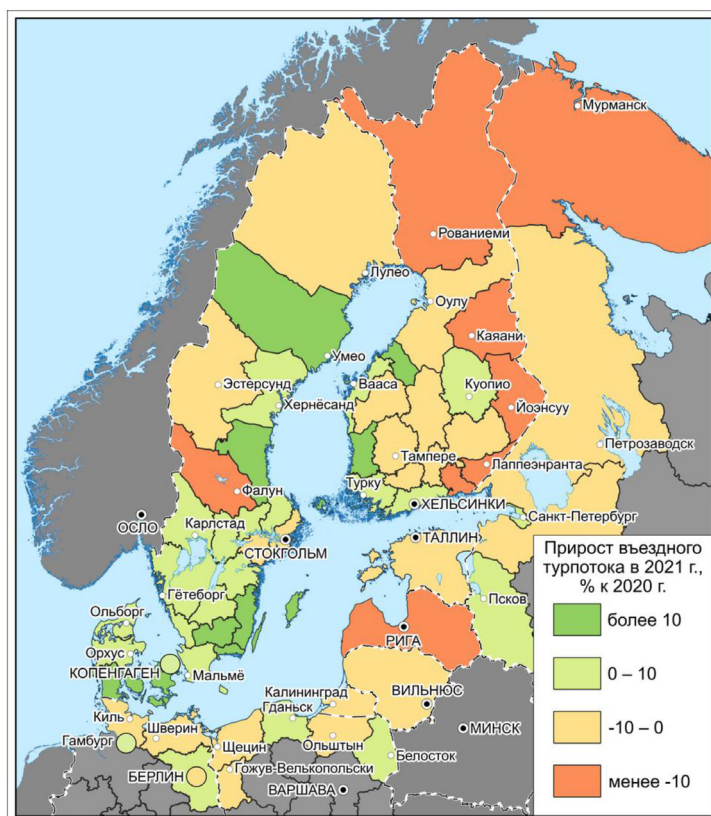 Мурманск
Рованиеми
Лулео
Оулу
Каяани
Умео
Эстерсунд
Вааса
Куопио
Хернёсанд
Йоэнсуу
Петрозаводск
Тампере
Лаппеэнранта
Фалун
Турку
ХЕЛЬСИНКИ
ОСЛО
Карлстад
Санкт-Петербург
СТОКГОЛЬМ
ТАЛЛИН
Гётеборг
Псков
Ольборг
РИГА
Орхус
КОПЕНГАГЕН
Мальмё
Калининград
ВИЛЬНЮС
Гданьск
Киль
МИНСК
Шверин
Гамбург
Щецин
Ольштын
Белосток
БЕРЛИН
Гожув-Велькопольски
ВАРШАВА
Прирост въездного
турпотока в 2021 г.,
% к 2020 г.
более 10
0 – 10
-10 – 0
менее -10